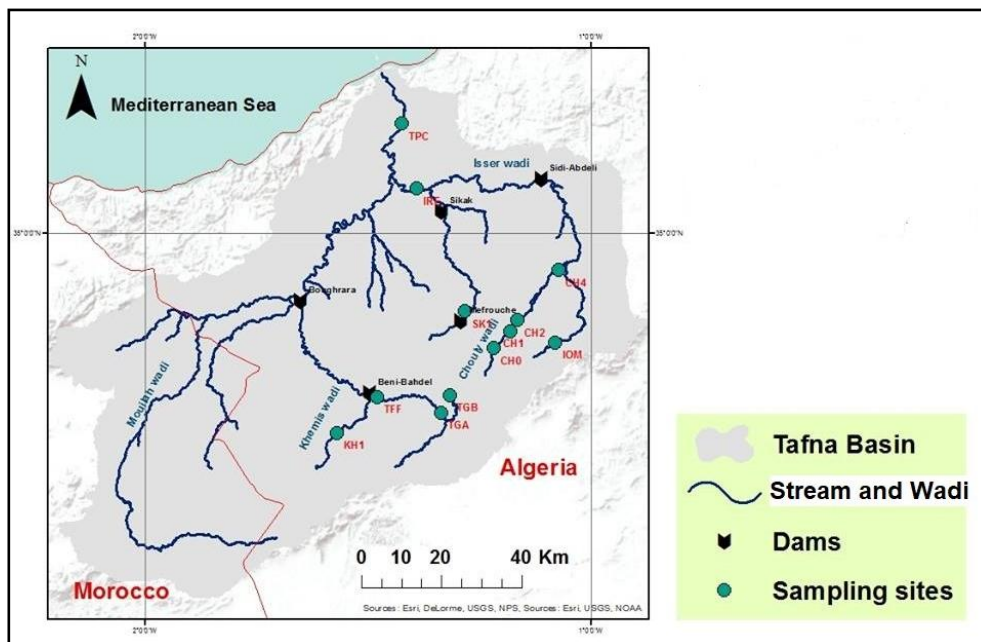 2°0'0"W
1°0'0"W
N
Mediterranean Sea
TPC
Isser wadi
Sidi-Abdeli
Sikak
35°0'0"N
35°0'0"N
CH4
Boughrara
Mefrouche
SK1
CH2
CH1
IOM
CH0
Chouly wadi
Mouilah wadi
Khemis wadi
Beni-Bahdel
TFF
TGB
TGA
KH1
Algeria
Morocco
0 10 20 40 Km
Sources: Esri, DeLorme, USGS, NPS, Sources: Esri, USGS, NOAA
2°0'0"W
1°0'0"W
Tafna Basin
Stream and Wadi
Dams
Sampling sites